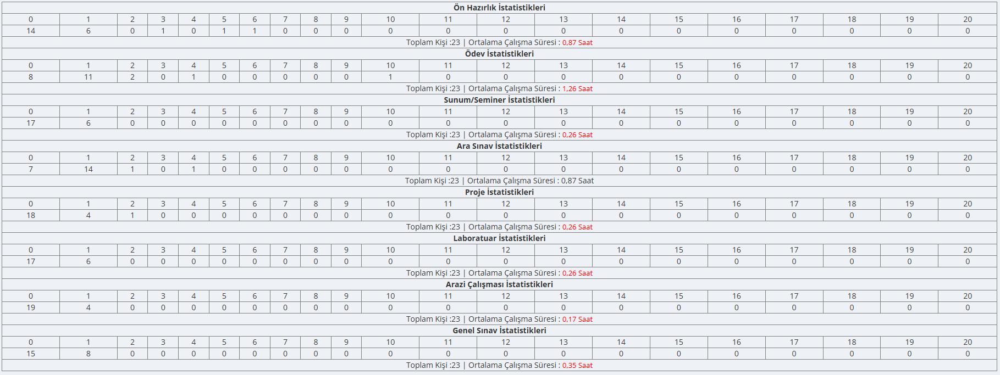 Ön Hazırlık İstatistikleri
0 1 2 3 4 5 6 7 8 9 10 11 12 13 14 15 16 17 18 19 20
14 6 0 1 0 1 1 0 0 0 0 0 0 0 0 0 0 0 0 0 0
Toplam Kişi :23 | Ortalama Çalışma Süresi : 0,87 Saat
Ödev İstatistikleri
0 1 2 3 4 5 6 7 8 9 10 11 12 13 14 15 16 17 18 19 20
8 11 2 0 1 0 0 0 0 0 1 0 0 0 0 0 0 0 0 0 0
Toplam Kişi :23 | Ortalama Çalışma Süresi : 1,26 Saat
Sunum/Seminer İstatistikleri
0 1 2 3 4 5 6 7 8 9 10 11 12 13 14 15 16 17 18 19 20
17 6 0 0 0 0 0 0 0 0 0 0 0 0 0 0 0 0 0 0 0
Toplam Kişi :23 | Ortalama Çalışma Süresi : 0,26 Saat
Ara Sınav İstatistikleri
0 1 2 3 4 5 6 7 8 9 10 11 12 13 14 15 16 17 18 19 20
7 14 1 0 1 0 0 0 0 0 0 0 0 0 0 0 0 0 0 0 0
Toplam Kişi :23 | Ortalama Çalışma Süresi : 0,87 Saat
Proje İstatistikleri
0 1 2 3 4 5 6 7 8 9 10 11 12 13 14 15 16 17 18 19 20
18 4 1 0 0 0 0 0 0 0 0 0 0 0 0 0 0 0 0 0 0
Toplam Kişi :23 | Ortalama Çalışma Süresi : 0,26 Saat
Laboratuar İstatistikleri
0 1 2 3 4 5 6 7 8 9 10 11 12 13 14 15 16 17 18 19 20
17 6 0 0 0 0 0 0 0 0 0 0 0 0 0 0 0 0 0 0 0
Toplam Kişi :23 | Ortalama Çalışma Süresi : 0,26 Saat
Arazi Çalışması İstatistikleri
0 1 2 3 4 5 6 7 8 9 10 11 12 13 14 15 16 17 18 19 20
19 4 0 0 0 0 0 0 0 0 0 0 0 0 0 0 0 0 0 0 0
Toplam Kişi :23 | Ortalama Çalışma Süresi : 0,17 Saat
Genel Sınav İstatistikleri
0 1 2 3 4 5 6 7 8 9 10 11 12 13 14 15 16 17 18 19 20
15 8 0 0 0 0 0 0 0 0 0 0 0 0 0 0 0 0 0 0 0
Toplam Kişi :23 | Ortalama Çalışma Süresi : 0,35 Saat